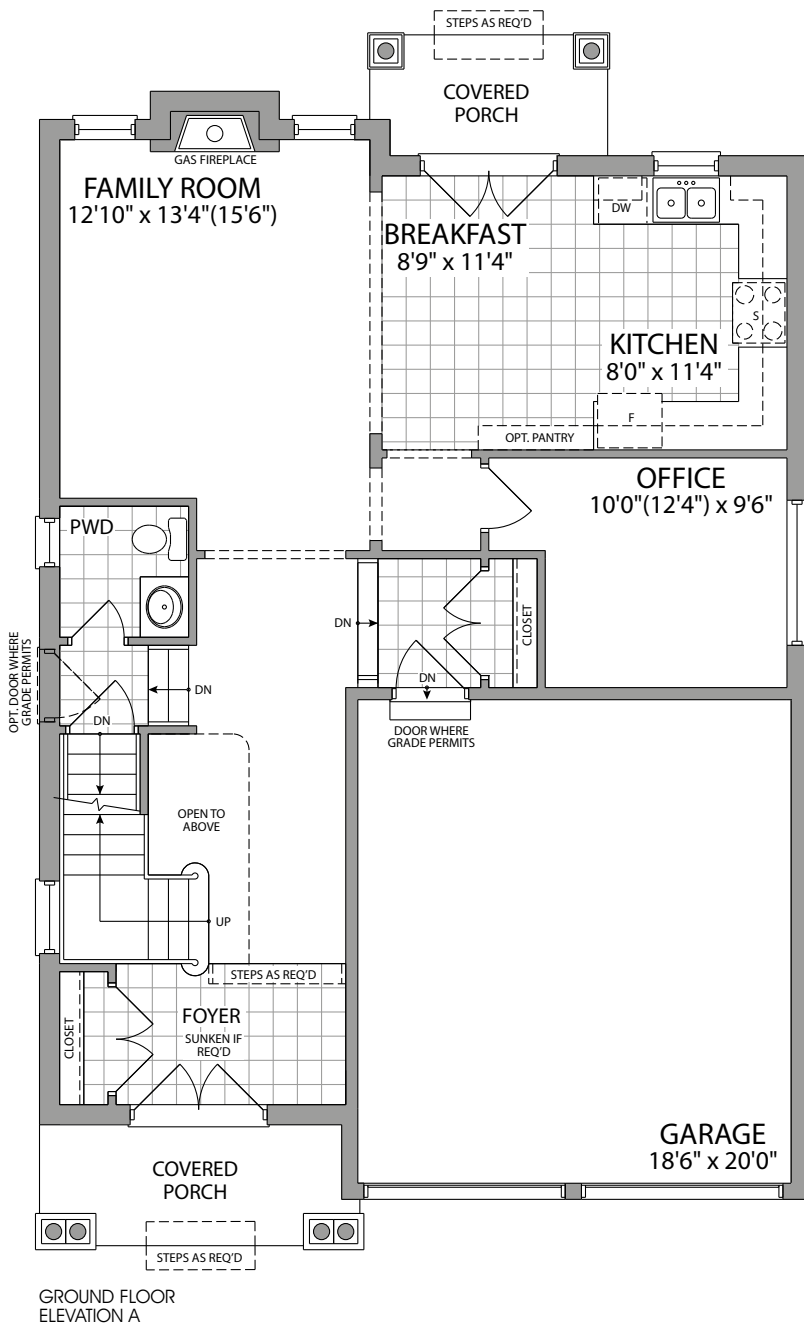 STEPS AS REQ'D
COVERED
PORCH
GAS FIREPLACE
FAMILY ROOM
12'10" x 13'4"(15'6")
DW
BREAKFAST
8'9" x 11'4"
S
KITCHEN
8'0" x 11'4"
F
OPT. PANTRY
OFFICE
10'0"(12'4") x 9'6"
PWD
DN
CLOSET
OPT. DOOR WHERE
GRADE PERMITS
DN
DN
DN
DOOR WHERE
GRADE PERMITS
OPEN TO
ABOVE
UP
STEPS AS REQ'D
FOYER
SUNKEN IF
REQ'D
CLOSET
GARAGE
18'6" x 20'0"
COVERED
PORCH
STEPS AS REQ'D
GROUND FLOOR
ELEVATION A